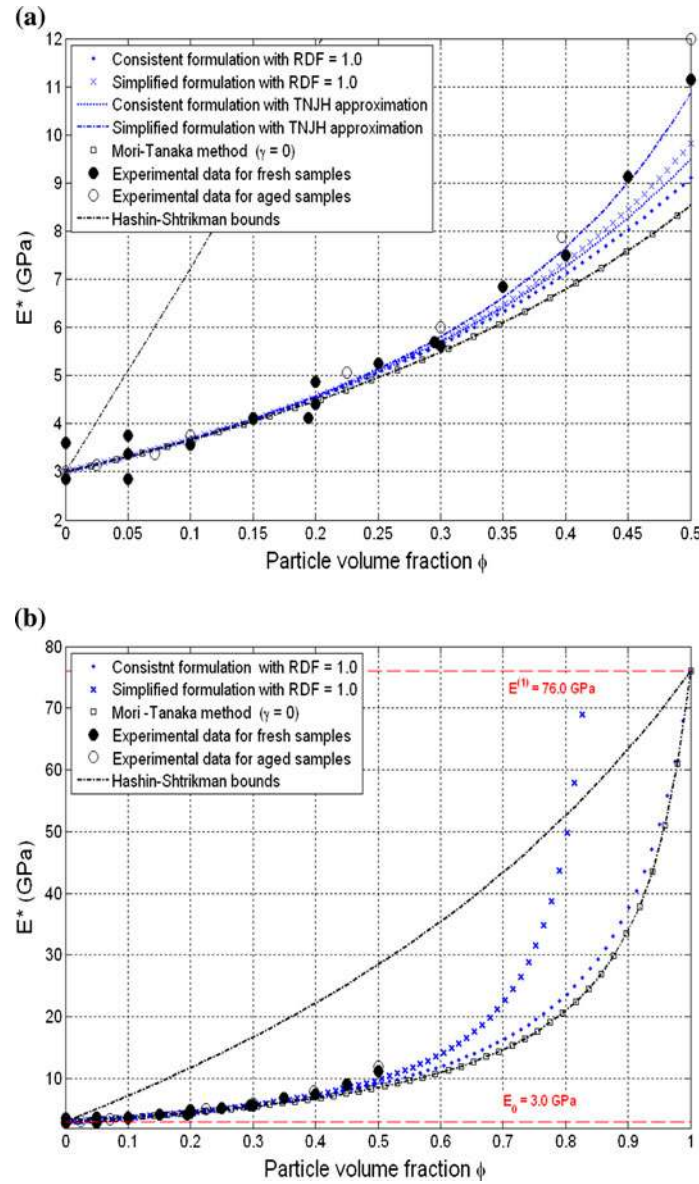 (a)
12
11
10
9
8
7
6
5
4
3
2
E* (GPa)
Consistent formulation with RDF = 1.0
Simplified formulation with RDF = 1.0
Consistent formulation with TNJH approximation
Simplified formulation with TNJH approximation
Mori-Tanaka method (γ = 0)
Experimental data for fresh samples
Experimental data for aged samples
Hashin-Shtrikman bounds
0 0.05 0.1 0.15 0.2 0.25 0.3 0.35 0.4 0.45 0.5
Particle volume fraction ϕ
(b)
80
70
60
50
40
30
20
10
E* (GPa)
Consistnt formulation with RDF = 1.0
Simplified formulation with RDF = 1.0
Mori -Tanaka method (γ = 0)
Experimental data for fresh samples
Experimental data for aged samples
Hashin-Shtrikman bounds
E(1) = 76.0 GPa
E0 = 3.0 GPa
0 0.1 0.2 0.3 0.4 0.5 0.6 0.7 0.8 0.9 1
Particle volume fraction ϕ